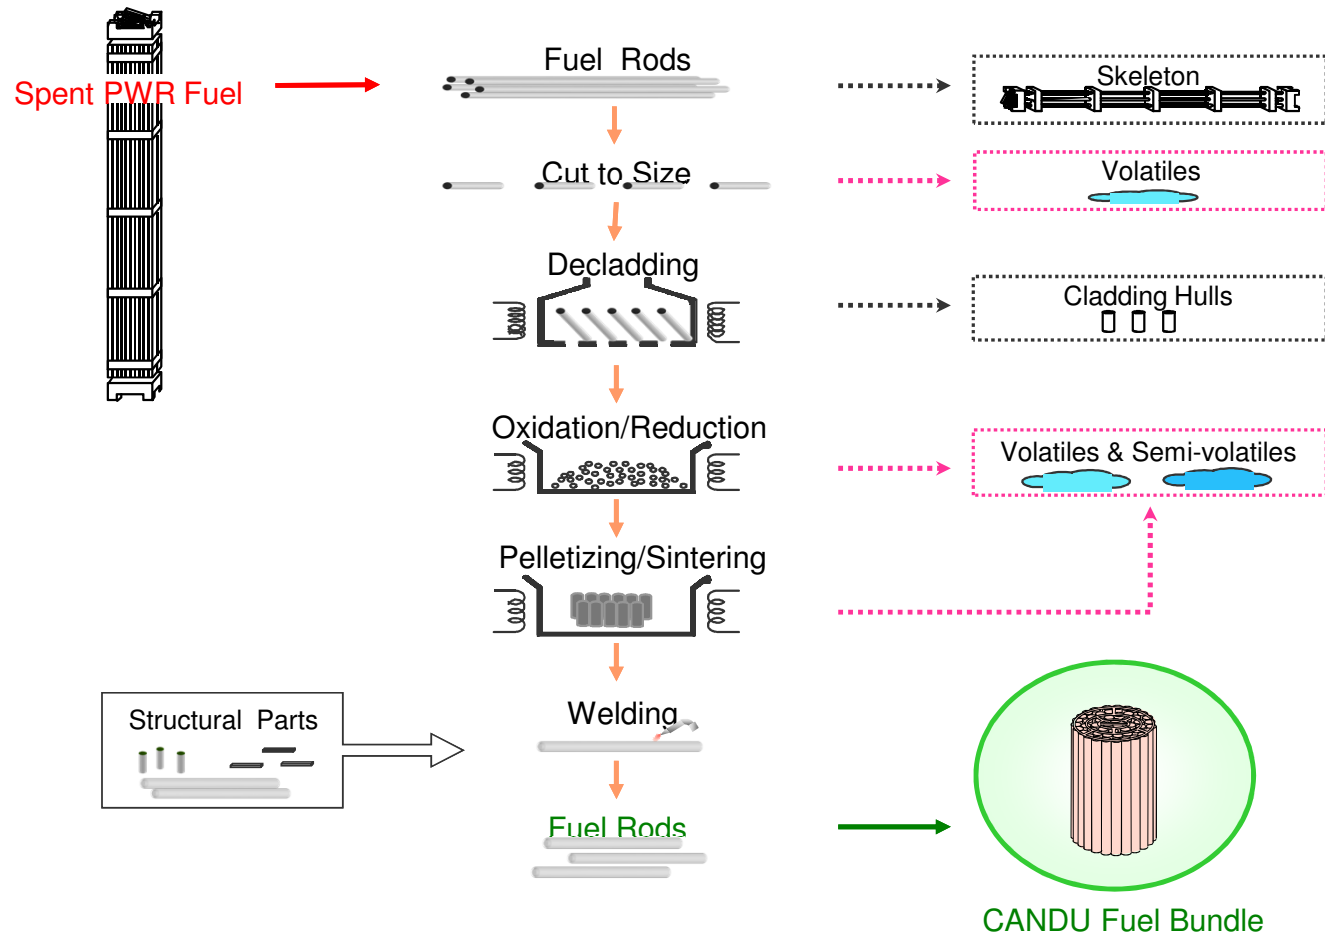 Spent PWR Fuel
Fuel Rods
Skeleton
Cut to Size
Volatiles
Decladding
Cladding Hulls
Oxidation/Reduction
Volatiles & Semi-volatiles
Pelletizing/Sintering
Structural Parts
Welding
Fuel Rods
CANDU Fuel Bundle